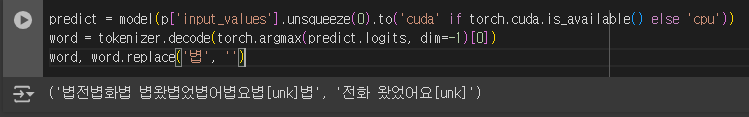 predict = model(p['input_values'].unsqueeze(0).to('cuda' if torch.cuda.is_available() else 'cpu'))
word = tokenizer.decode(torch.argmax(predict.logits, dim=-1)[0])
word, word.replace('볍', '')
('볍전볍화볍 볍왔볍었볍어볍요볍[unk]볍', '전화 왔었어요[unk]')